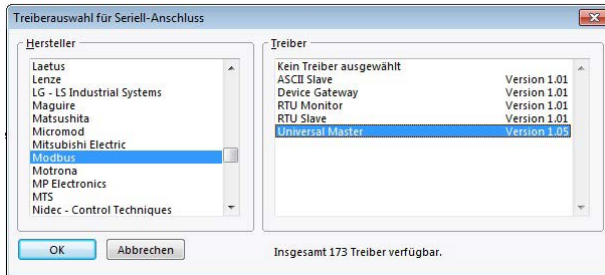 Treiberauswahl für Seriell-Anschluss
Hersteller
Laetus
Lenze
LG - LS Industrial Systems
Maguire
Matsushita
Micromod
Mitsubishi Electric
Modbus
Motrona
MP Electronics
MTS
Nidec - Control Techniques
Treiber
Kein Treiber ausgewählt
ASCII Slave Version 1.01
Device Gateway Version 1.01
RTU Monitor Version 1.01
RTU Slave Version 1.01
Universal Master Version 1.05
OK
Abbrechen
Insgesamt 173 Treiber verfügbar.